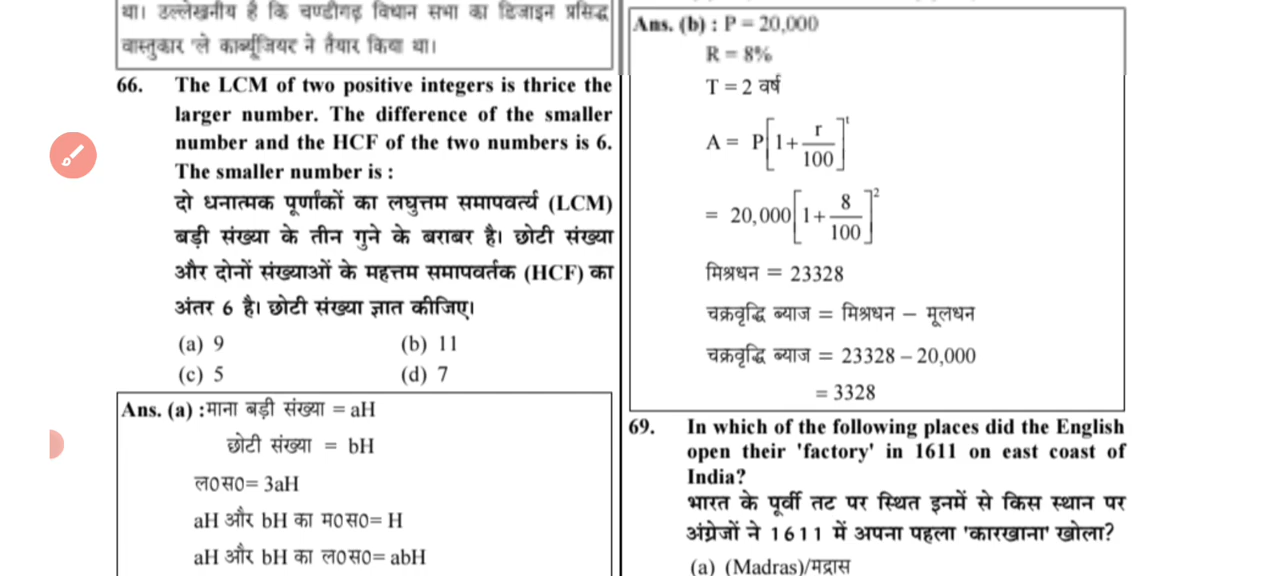 था। उल्लेखनीय है कि चण्डीगढ़ विधान सभा का डिजाइन प्रसिद्ध
वास्तुकार 'ले कार्ब्यूजियर ने तैयार किया था।
66. The LCM of two positive integers is thrice the
larger number. The difference of the smaller
number and the HCF of the two numbers is 6.
The smaller number is :
दो धनात्मक पूर्णांकों का लघुत्तम समापवर्त्य (LCM)
बड़ी संख्या के तीन गुने के बराबर है। छोटी संख्या
और दोनों संख्याओं के महत्तम समापवर्तक (HCF) का
अंतर 6 है। छोटी संख्या ज्ञात कीजिए।
(a) 9 (b) 11
(c) 5 (d) 7
Ans. (a) :माना बड़ी संख्या = aH
छोटी संख्या = bH
ल०स०= 3aH
aH और bH का म०स०= H
aH और bH का ल०स०= abH
Ans. (b) : P = 20,000
R = 8%
T = 2 वर्ष
A = P[1+ r/100]^t
= 20,000[1+ 8/100]^2
मिश्रधन = 23328
चक्रवृद्धि ब्याज = मिश्रधन – मूलधन
चक्रवृद्धि ब्याज = 23328 – 20,000
= 3328
69. In which of the following places did the English
open their 'factory' in 1611 on east coast of
India?
भारत के पूर्वी तट पर स्थित इनमें से किस स्थान पर
अंग्रेजों ने 1611 में अपना पहला 'कारखाना' खोला?
(a) (Madras)/मद्रास